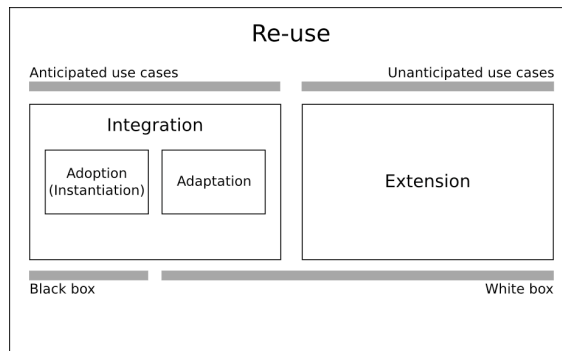 Re-use
Anticipated use cases
Unanticipated use cases
Integration
Adoption
(Instantiation)
Adaptation
Extension
Black box
White box